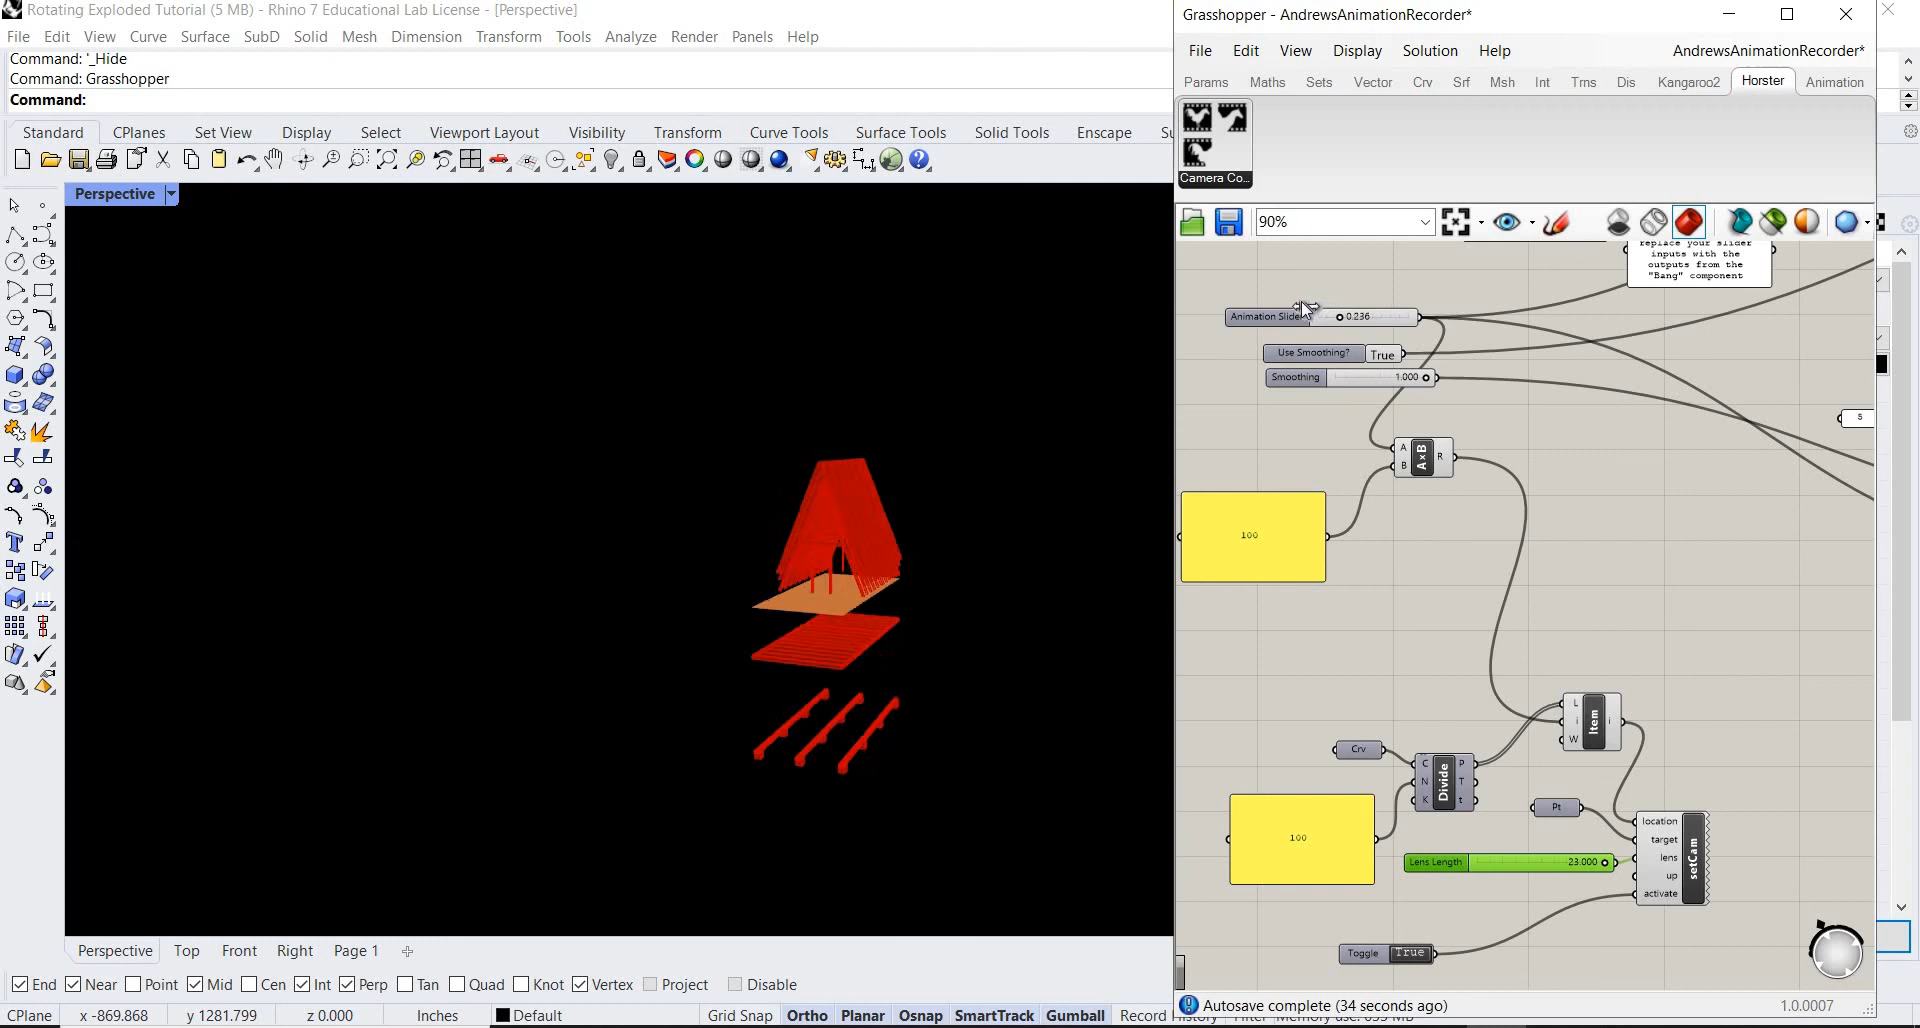 Rotating Exploded Tutorial (5 MB) - Rhino 7 Educational Lab License - [Perspective]
File Edit View Curve Surface SubD Solid Mesh Dimension Transform Tools Analyze Render Panels Help
Command: '_Hide
Command: Grasshopper
Command:
Standard CPlanes Set View Display Select Viewport Layout Visibility Transform Curve Tools Surface Tools Solid Tools Enscape
Perspective
Grasshopper - AndrewsAnimationRecorder*
File Edit View Display Solution Help AndrewsAnimationRecorder*
Params Maths Sets Vector Crv Srf Msh Int Trns Dis Kangaroo2 Horster Animation
Camera Co...
90%
replace your slider
inputs with the
outputs from the
"Bang" component
Animation Slider 0.236
Use Smoothing? True
Smoothing 1.000
S
A
B
A×B
R
100
L
i
W
Item
i
Crv
C
N
K
Divide
P
T
t
100
Pt
Lens Length 23.000
location
target
lens
up
activate
setCam
Toggle True
Perspective Top Front Right Page 1
End Near Point Mid Cen Int Perp Tan Quad Knot Vertex Project Disable
Autosave complete (34 seconds ago) 1.0.0007
CPlane x -869.868 y 1281.799 z 0.000 Inches Default Grid Snap Ortho Planar Osnap SmartTrack Gumball Record